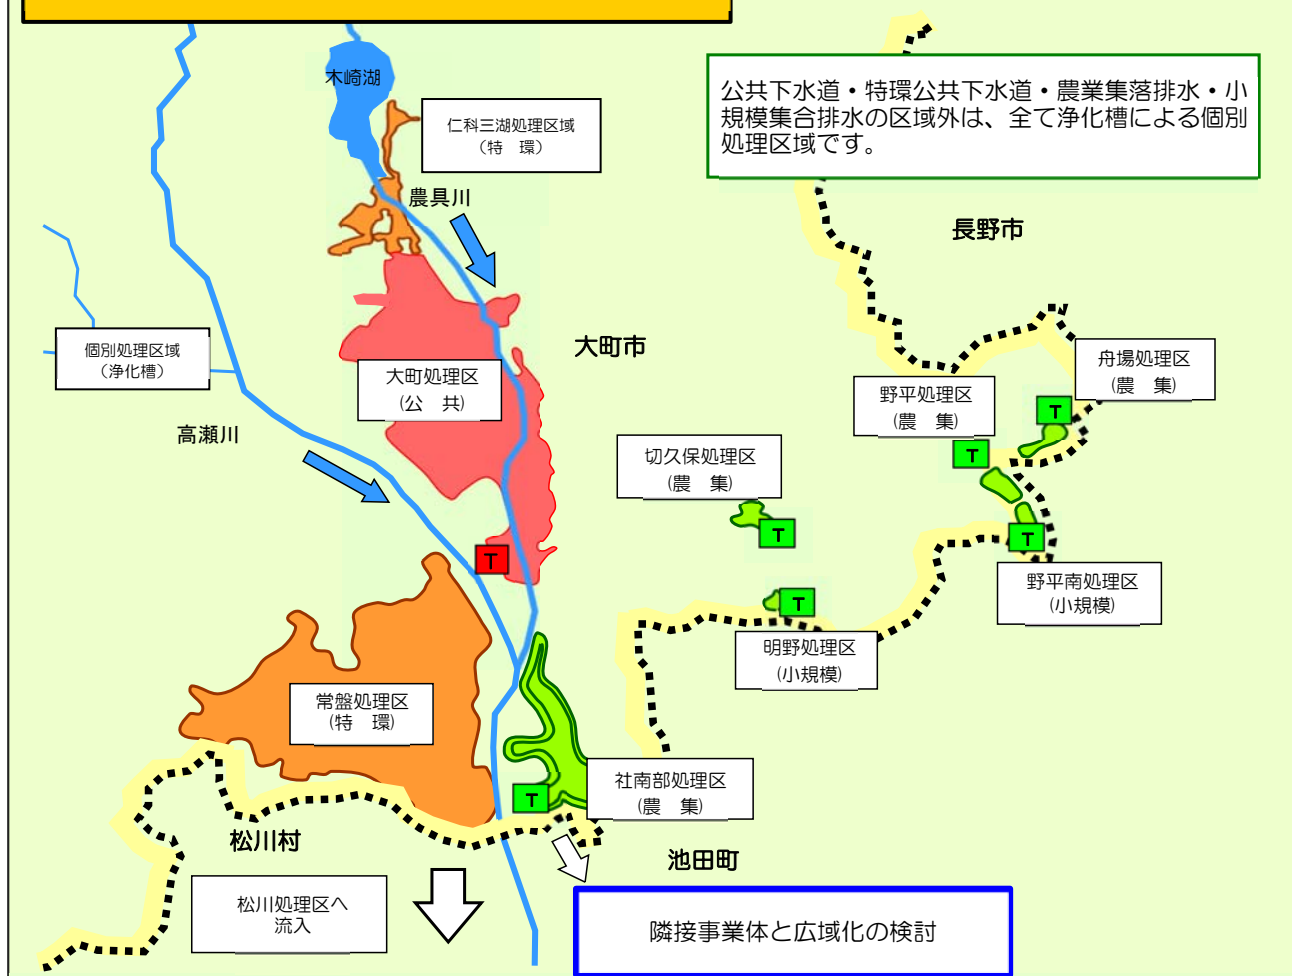 木崎湖
仁科三湖処理区域
（特　環）
公共下水道・特環公共下水道・農業集落排水・小
規模集合排水の区域外は、全て浄化槽による個別
処理区域です。
農具川
長野市
個別処理区域
（浄化槽）
大町市
大町処理区
(公　共)
舟場処理区
(農　集)
野平処理区
(農　集)
T
高瀬川
切久保処理区
(農　集)
T
T
T
T
野平南処理区
(小規模)
T
明野処理区
(小規模)
常盤処理区
(特　環)
社南部処理区
(農　集)
T
松川村
池田町
松川処理区へ
流入
隣接事業体と広域化の検討